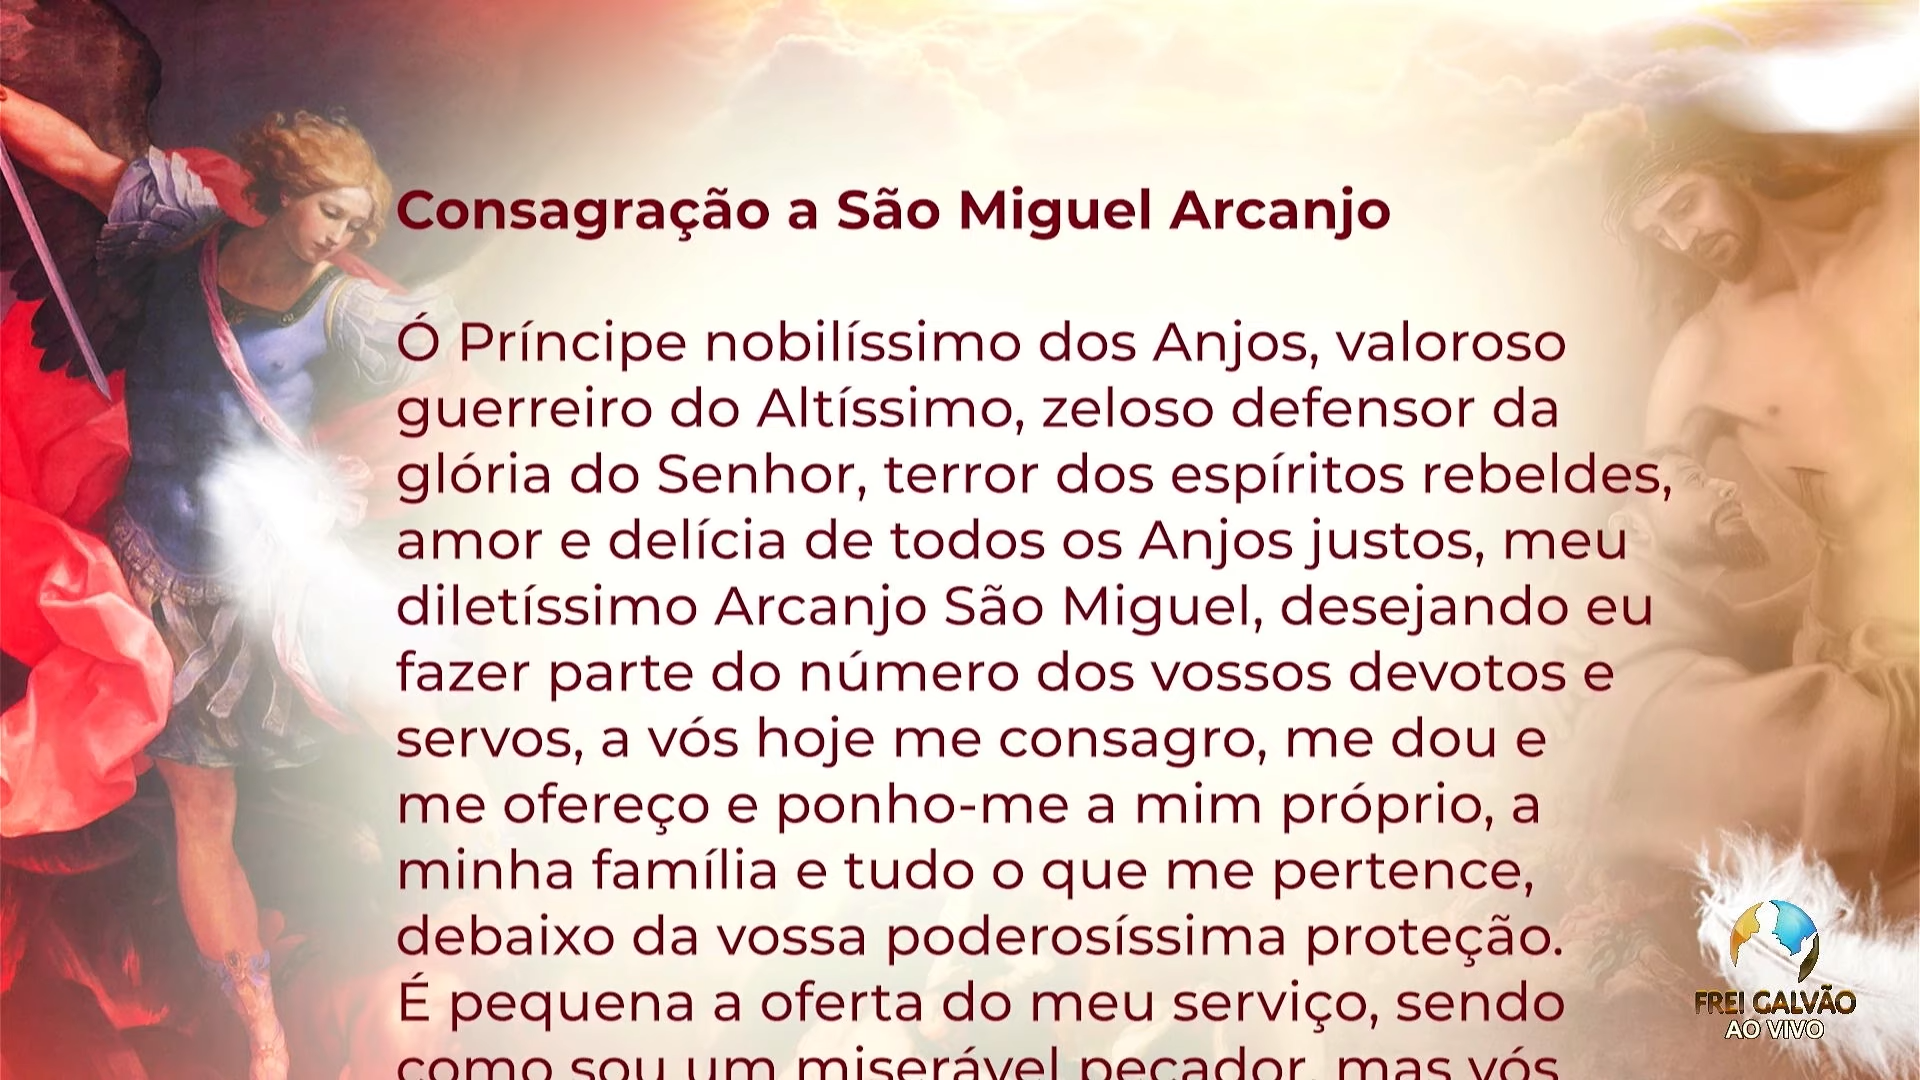 Consagração a São Miguel Arcanjo
Ó Príncipe nobilíssimo dos Anjos, valoroso
guerreiro do Altíssimo, zeloso defensor da
glória do Senhor, terror dos espíritos rebeldes,
amor e delícia de todos os Anjos justos, meu
diletíssimo Arcanjo São Miguel, desejando eu
fazer parte do número dos vossos devotos e
servos, a vós hoje me consagro, me dou e
me ofereço e ponho-me a mim próprio, a
minha família e tudo o que me pertence,
debaixo da vossa poderosíssima proteção.
É pequena a oferta do meu serviço, sendo
como sou um miserável pecador, mas vós
FREI GALVÃO
AO VIVO